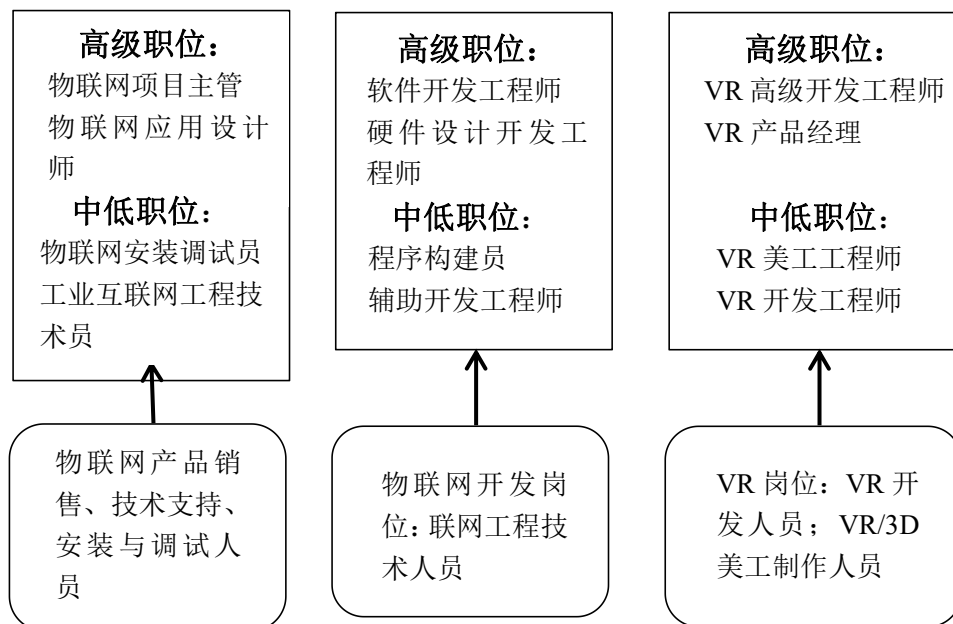 高级职位：
物联网项目主管
物联网应用设计
师
中低职位：
物联网安装调试员
工业互联网工程技
术员
高级职位：
软件开发工程师
硬件设计开发工
程师
中低职位：
程序构建员
辅助开发工程师
高级职位：
VR 高级开发工程师
VR 产品经理
中低职位：
VR 美工工程师
VR 开发工程师
物联网产品销
售、技术支持、
安装与调试人
员
物联网开发岗
位：联网工程技
术人员
VR 岗位：VR 开
发人员；VR/3D
美工制作人员